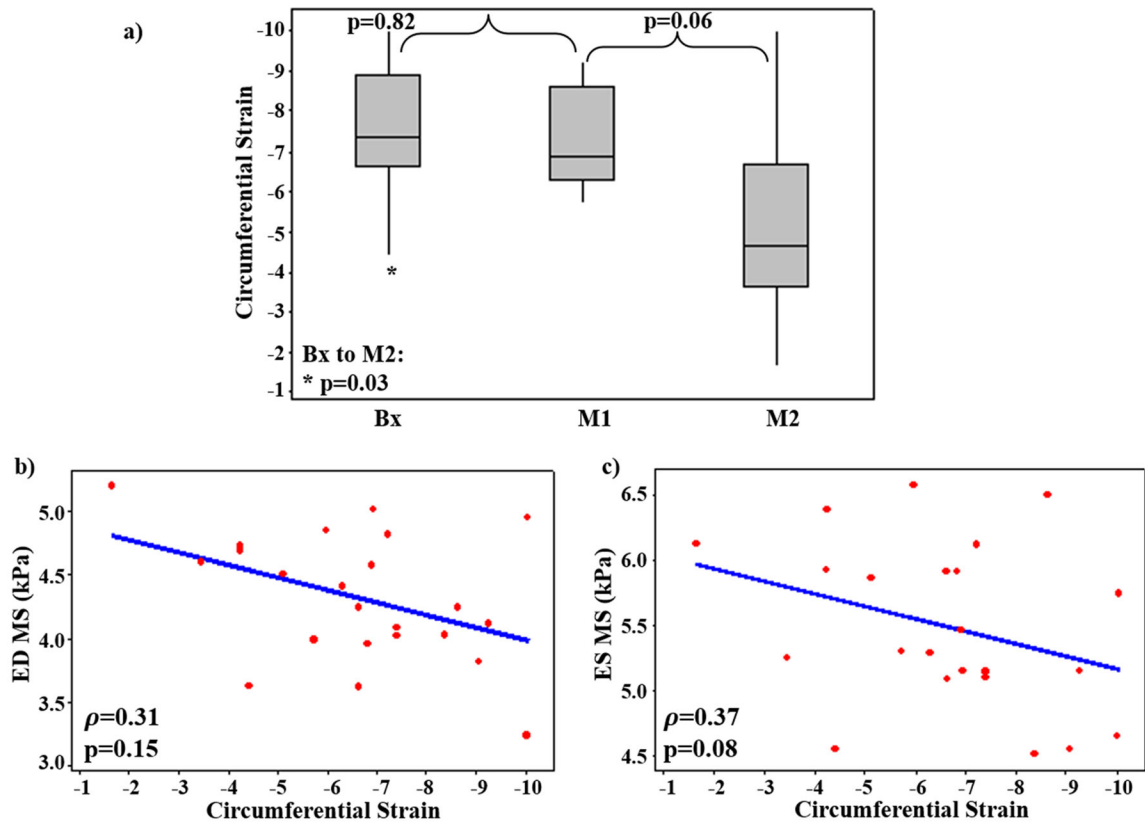 a)
p=0.82
p=0.06
Circumferential Strain
-10
-9
-8
-7
-6
-5
-4
-3
-2
-1
*
Bx to M2:
* p=0.03
Bx M1 M2
b)
ED MS (kPa)
5.0
4.5
4.0
3.5
3.0
ρ=0.31
p=0.15
-1 -2 -3 -4 -5 -6 -7 -8 -9 -10
Circumferential Strain
c)
ES MS (kPa)
6.5
6.0
5.5
5.0
4.5
ρ=0.37
p=0.08
-1 -2 -3 -4 -5 -6 -7 -8 -9 -10
Circumferential Strain